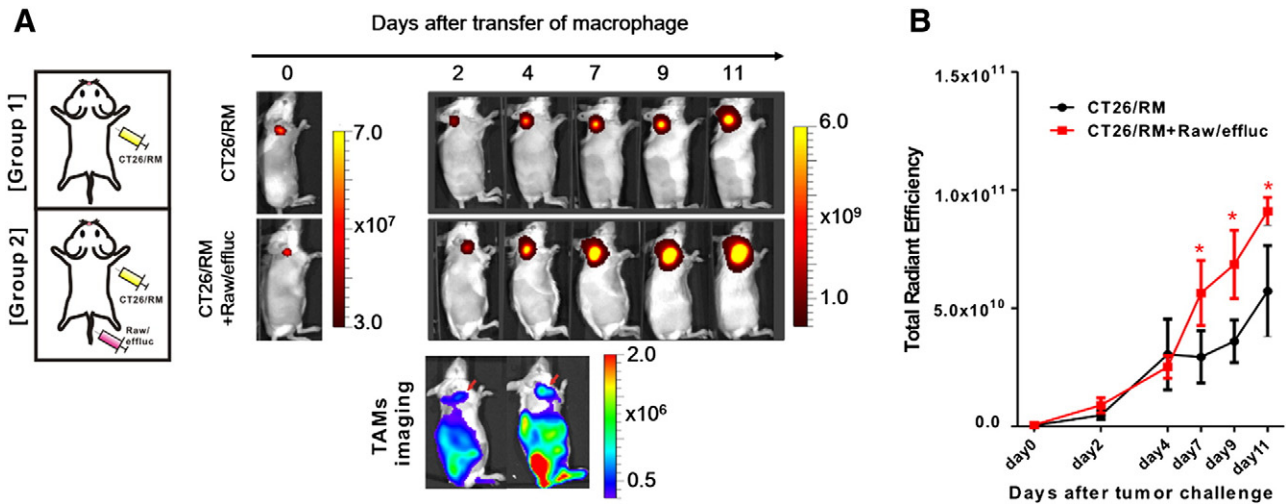 A
Days after transfer of macrophage
0
2
4
7
9
11
[Group 1]
CT26/RM
[Group 2]
CT26/RM
Raw/
effluc
CT26/RM
CT26/RM
+Raw/effluc
7.0
x10⁷
3.0
6.0
x10⁹
1.0
TAMs
imaging
2.0
x10⁶
0.5
B
Total Radiant Efficiency
1.5x10¹¹
1.0x10¹¹
5.0x10¹⁰
0.0
CT26/RM
CT26/RM+Raw/effluc
*
*
*
day0
day2
day4
day7
day9
day11
Days after tumor challenge